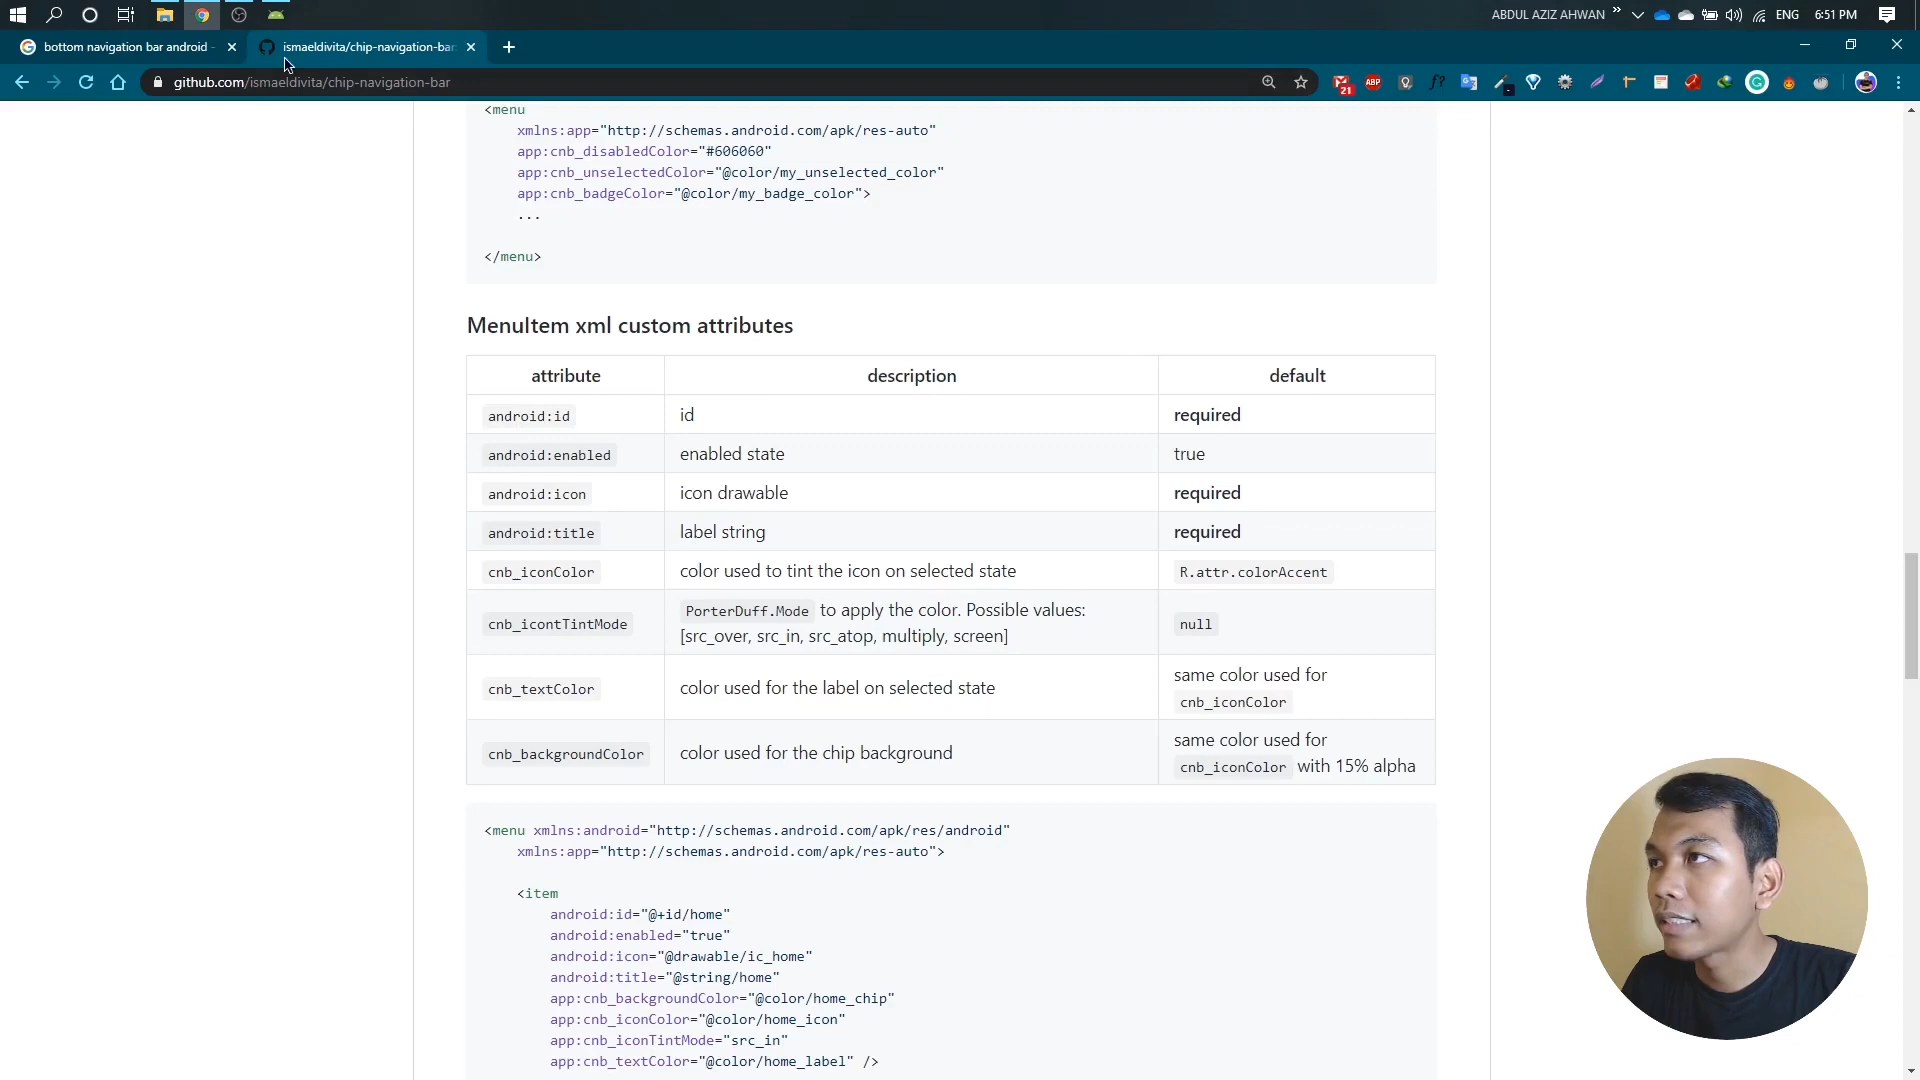 ABDUL AZIZ AHWAN » ENG 6:51 PM
bottom navigation bar android -
ismaeldivita/chip-navigation-bar
github.com/ismaeldivita/chip-navigation-bar
21 ABP f?
<menu
xmlns:app="http://schemas.android.com/apk/res-auto"
app:cnb_disabledColor="#606060"
app:cnb_unselectedColor="@color/my_unselected_color"
app:cnb_badgeColor="@color/my_badge_color">
...
</menu>
MenuItem xml custom attributes
attribute description default
android:id id required
android:enabled enabled state true
android:icon icon drawable required
android:title label string required
cnb_iconColor color used to tint the icon on selected state R.attr.colorAccent
cnb_icontTintMode PorterDuff.Mode to apply the color. Possible values:
[src_over, src_in, src_atop, multiply, screen] null
cnb_textColor color used for the label on selected state same color used for
cnb_iconColor
cnb_backgroundColor color used for the chip background same color used for
cnb_iconColor with 15% alpha
<menu xmlns:android="http://schemas.android.com/apk/res/android"
xmlns:app="http://schemas.android.com/apk/res-auto">
<item
android:id="@+id/home"
android:enabled="true"
android:icon="@drawable/ic_home"
android:title="@string/home"
app:cnb_backgroundColor="@color/home_chip"
app:cnb_iconColor="@color/home_icon"
app:cnb_iconTintMode="src_in"
app:cnb_textColor="@color/home_label" />